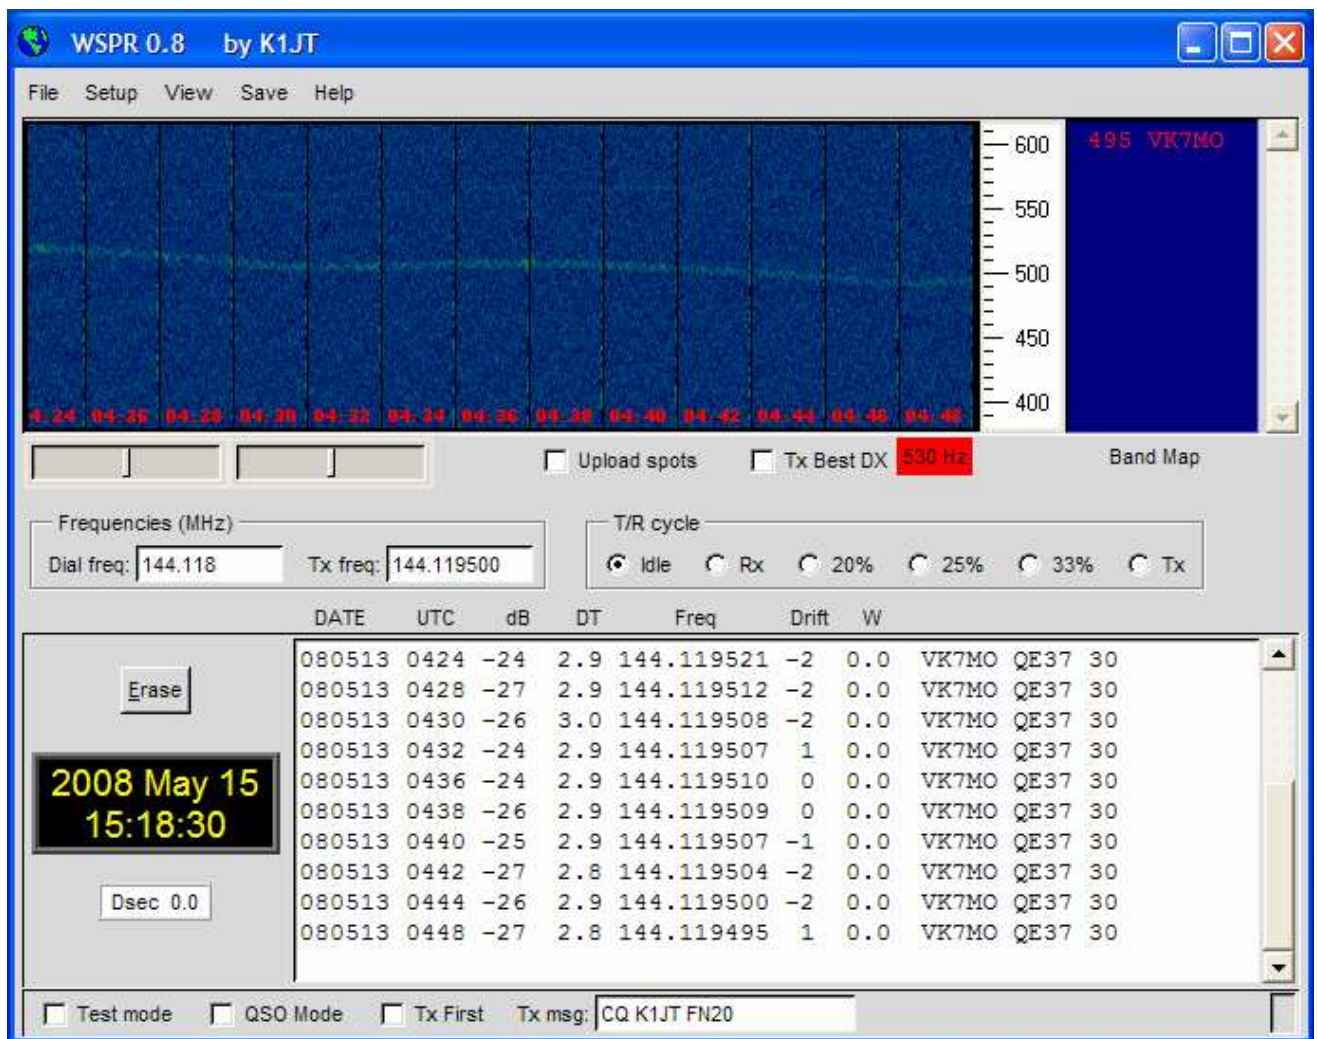 WSPR 0.8 by K1JT
File Setup View Save Help
600
495 VK7MO
550
500
450
400
4:24 04:26 04:28 04:30 04:32 04:34 04:36 04:38 04:40 04:42 04:44 04:46 04:48
Upload spots Tx Best DX 530 Hz Band Map
Frequencies (MHz) T/R cycle
Dial freq: 144.118 Tx freq: 144.119500 Idle Rx 20% 25% 33% Tx
DATE UTC dB DT Freq Drift W
080513 0424 -24 2.9 144.119521 -2 0.0 VK7MO QE37 30
080513 0428 -27 2.9 144.119512 -2 0.0 VK7MO QE37 30
080513 0430 -26 3.0 144.119508 -2 0.0 VK7MO QE37 30
080513 0432 -24 2.9 144.119507 1 0.0 VK7MO QE37 30
080513 0436 -24 2.9 144.119510 0 0.0 VK7MO QE37 30
080513 0438 -26 2.9 144.119509 0 0.0 VK7MO QE37 30
080513 0440 -25 2.9 144.119507 -1 0.0 VK7MO QE37 30
080513 0442 -27 2.8 144.119504 -2 0.0 VK7MO QE37 30
080513 0444 -26 2.9 144.119500 -2 0.0 VK7MO QE37 30
080513 0448 -27 2.8 144.119495 1 0.0 VK7MO QE37 30
Erase
2008 May 15
15:18:30
Dsec 0.0
Test mode QSO Mode Tx First Tx msg: CQ K1JT FN20